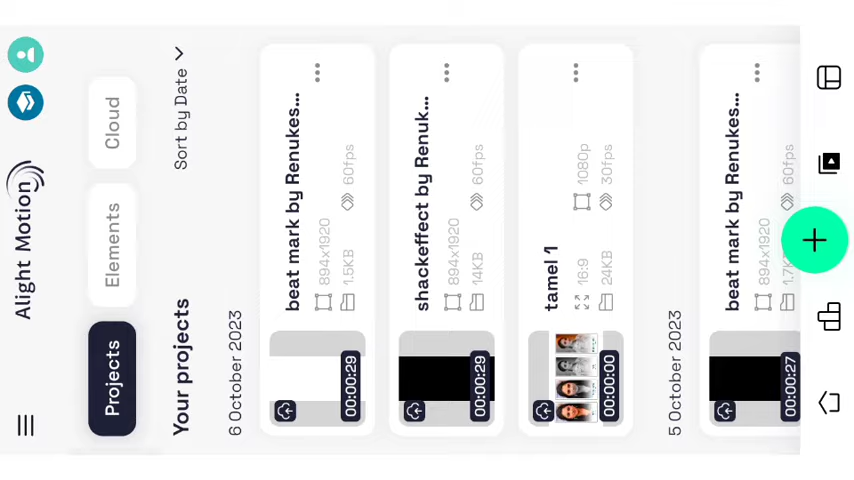 Alight Motion
Projects
Elements
Cloud
Your projects
Sort by Date
6 October 2023
beat mark by Renukes...
894x1920
60fps
1.5KB
00:00:29
shackeffect by Renuk...
894x1920
14KB
60fps
00:00:29
tamel 1
16:9
1080p
24KB
30fps
00:00:00
5 October 2023
beat mark by Renukes...
894x1920
1.7K
60fps
00:00:27